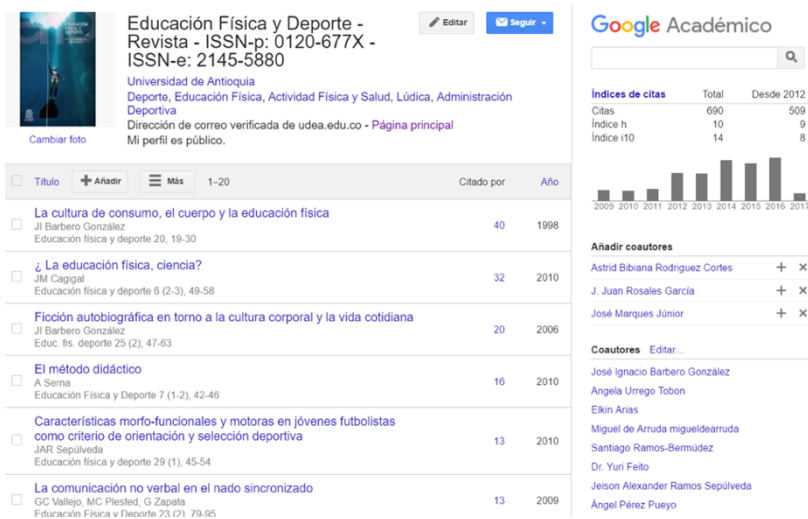 Educación Física y Deporte -
Revista - ISSN-p: 0120-677X -
ISSN-e: 2145-5880
Editar
Seguir
Universidad de Antioquia
Deporte, Educación Física, Actividad Física y Salud, Lúdica, Administración
Deportiva
Dirección de correo verificada de udea.edu.co - Página principal
Mi perfil es público.
Cambiar foto
Título Añadir Más 1–20 Citado por Año
La cultura de consumo, el cuerpo y la educación física
JI Barbero González
Educación física y deporte 20, 19-30
40 1998
¿ La educación física, ciencia?
JM Cagigal
Educación física y deporte 6 (2-3), 49-58
32 2010
Ficción autobiográfica en torno a la cultura corporal y la vida cotidiana
JI Barbero González
Educ. fis. deporte 25 (2), 47-63
20 2006
El método didáctico
A Serna
Educación Física y Deporte 7 (1-2), 42-46
16 2010
Características morfo-funcionales y motoras en jóvenes futbolistas
como criterio de orientación y selección deportiva
JAR Sepúlveda
Educación física y deporte 29 (1), 45-54
13 2010
La comunicación no verbal en el nado sincronizado
GC Vallejo, MC Plested, G Zapata
Educación Física y Deporte 23 (2), 79-95
13 2009
Google Académico
Índices de citas Total Desde 2012
Citas 690 509
Índice h 10 9
Índice i10 14 8
2009 2010 2011 2012 2013 2014 2015 2016 2017
Añadir coautores
Astrid Bibiana Rodriguez Cortes
J. Juan Rosales García
José Marques Júnior
Coautores Editar...
José Ignacio Barbero González
Angela Urrego Tobon
Elkin Arias
Miguel de Arruda migueldearruda
Santiago Ramos-Bermúdez
Dr. Yuri Feito
Jeison Alexander Ramos Sepúlveda
Ángel Pérez Pueyo